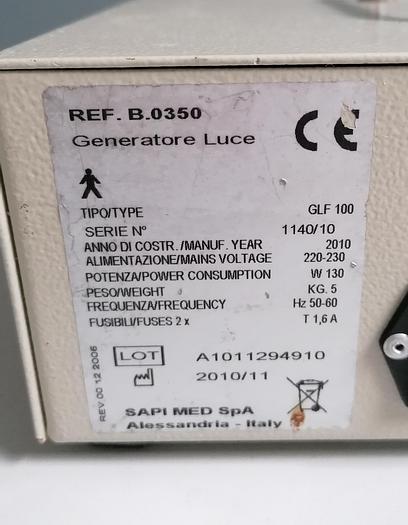 REF. B.0350
Generatore Luce
CE
TIPO/TYPE GLF 100
SERIE N° 1140/10
ANNO DI COSTR./MANUF. YEAR 2010
ALIMENTAZIONE/MAINS VOLTAGE 220-230
POTENZA/POWER CONSUMPTION W 130
PESO/WEIGHT KG. 5
FREQUENZA/FREQUENCY Hz 50-60
FUSIBILI/FUSES 2 x T 1,6 A
LOT A1011294910
2010/11
SAPI MED SpA
Alessandria - Italy
REV 00 12 2006